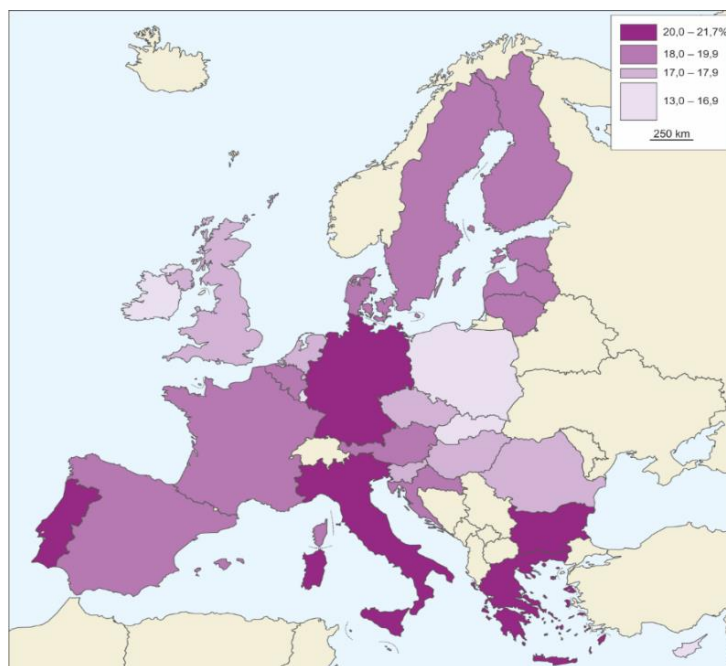 20,0 – 21,7%
18,0 – 19,9
17,0 – 17,9
13,0 – 16,9
250 km